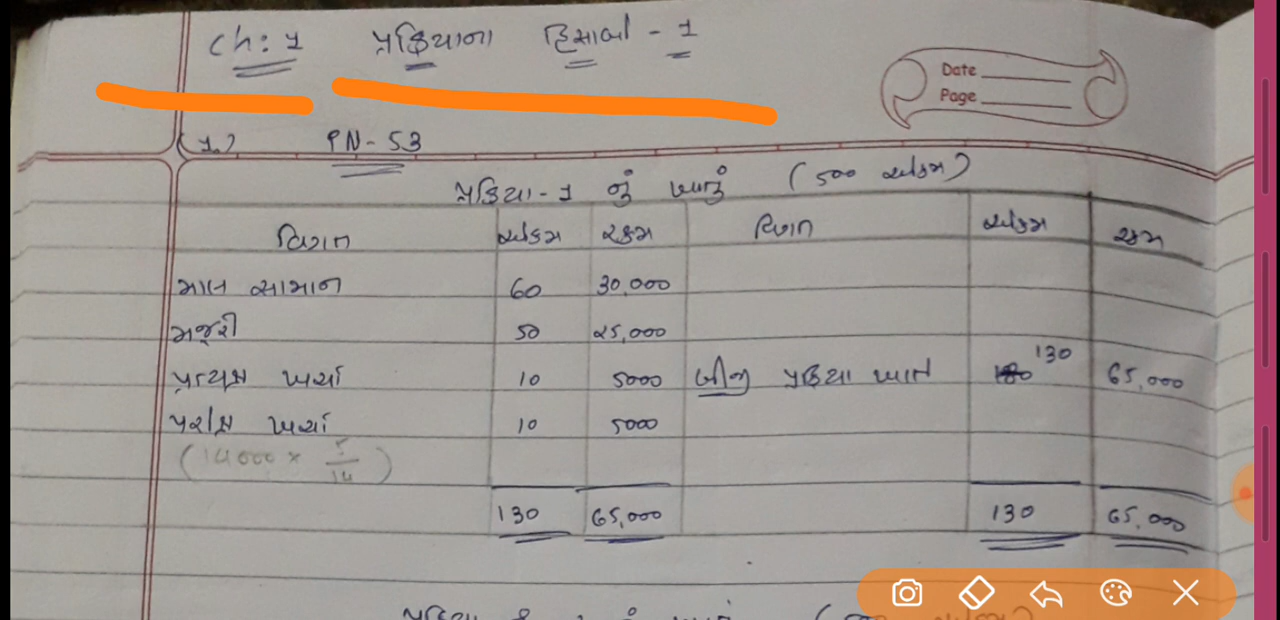 Ch: 1 પ્રક્રિયાના હિસાબો - 1
Date
Page
(1.) PN - 53
પ્રક્રિયા - 1 નું ખાતું (500 એકમ)
વિગત એકમ રકમ વિગત એકમ રકમ
માલ સામાન 60 30,000
મજૂરી 50 25,000
130
પ્રત્યક્ષ ખર્ચા 10 5000 બીજી પ્રક્રિયા ખાતે 65,000
પરોક્ષ ખર્ચા 10 5000
(14000 × 5/14)
130 65,000 130 65,000